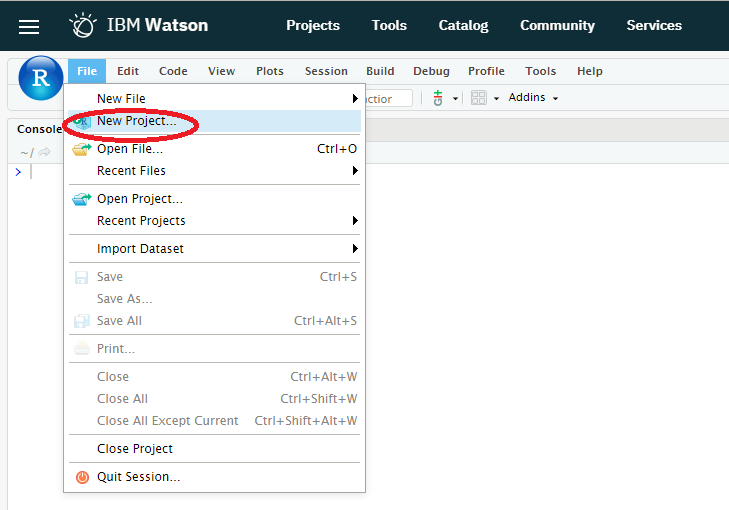 IBM Watson Projects Tools Catalog Community Services
R File Edit Code View Plots Session Build Debug Profile Tools Help
New File
Addins
New Project...
Console
Open File... Ctrl+O
~/
Recent Files
>
Open Project...
Recent Projects
Import Dataset
Save Ctrl+S
Save As...
Save All Ctrl+Alt+S
Print...
Close Ctrl+Alt+W
Close All Ctrl+Shift+W
Close All Except Current Ctrl+Shift+Alt+W
Close Project
Quit Session...